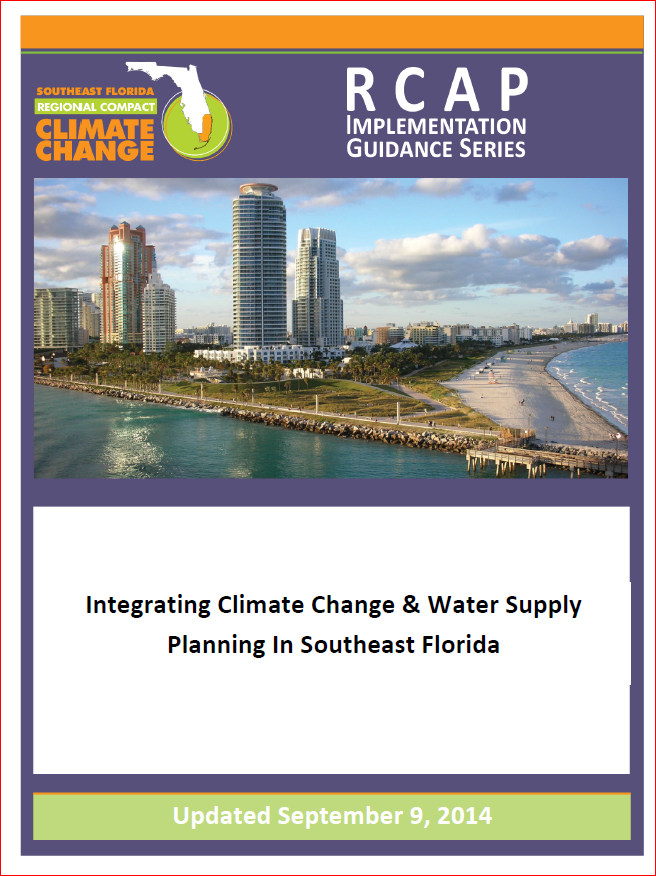 SOUTHEAST FLORIDA
REGIONAL COMPACT
CLIMATE
CHANGE
RCAP
IMPLEMENTATION
GUIDANCE SERIES
Integrating Climate Change & Water Supply
Planning In Southeast Florida
Updated September 9, 2014